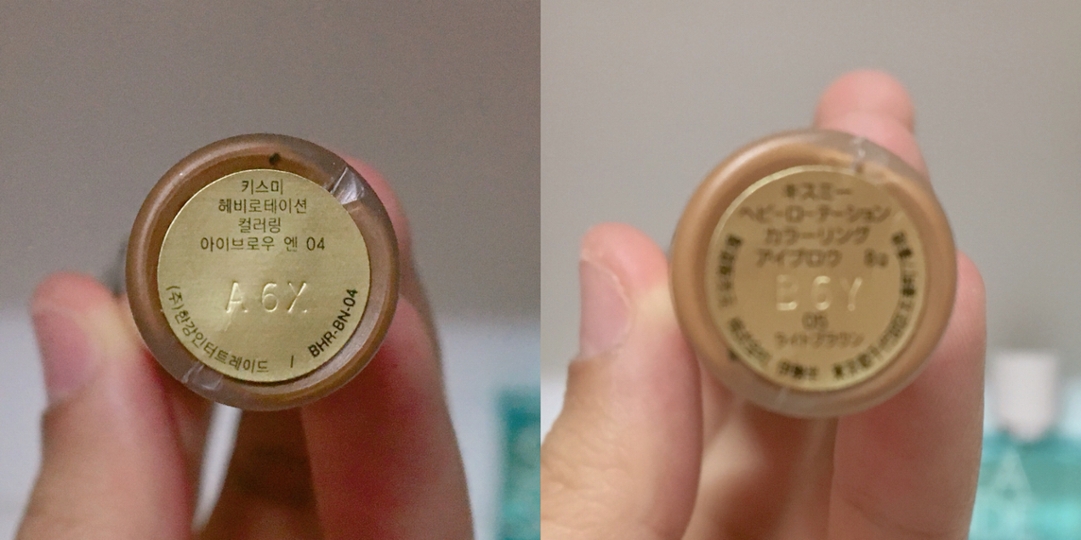 키스미
헤비로테이션
컬러링
아이브로우 엔 04
A6X
(주)한강인터트레이드 / BHR-BN-04
キスミー
ヘビーローテーション
カラーリング
アイブロウ 8g
B6Y
05
ライトブラウン